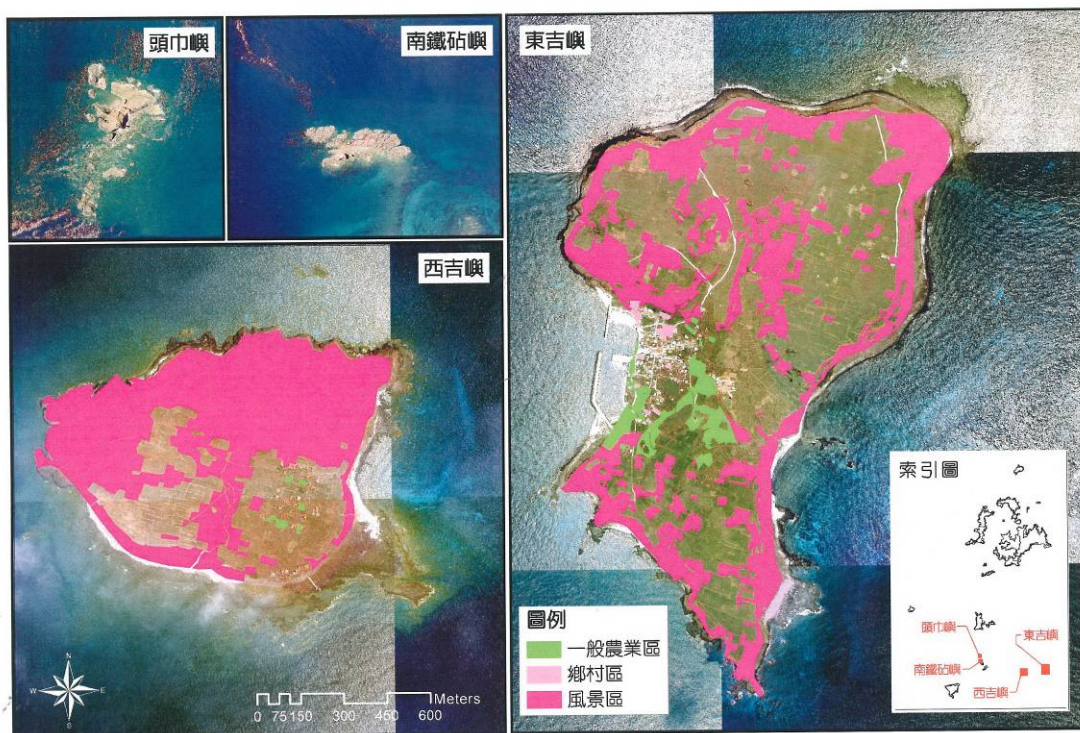 頭巾嶼
南鐵砧嶼
東吉嶼
西吉嶼
N
W E
S
Meters
0 75 150 300 450 600
圖例
一般農業區
鄉村區
風景區
索引圖
頭巾嶼
東吉嶼
南鐵砧嶼
西吉嶼